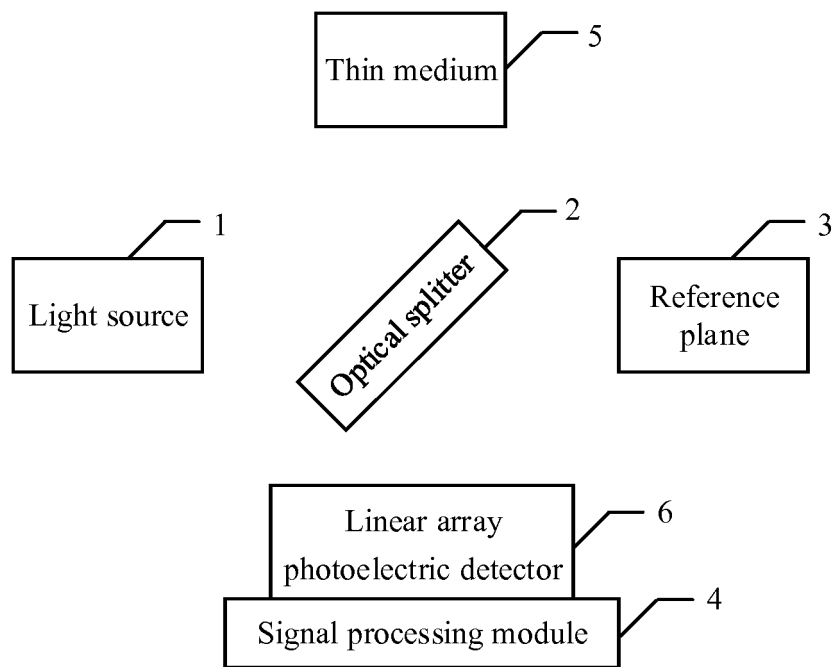 5
Thin medium
1
2
3
Light source
Optical splitter
Reference
plane
6
Linear array
photoelectric detector
4
Signal processing module